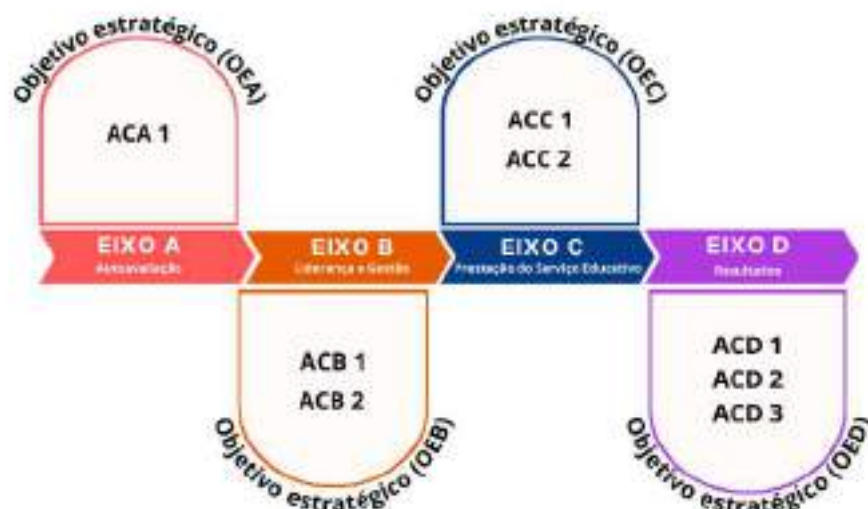 Objetivo estratégico (OEA)
ACA 1
Objetivo estratégico (OEC)
ACC 1
ACC 2
EIXO A
Autoavaliação
EIXO B
Liderança e Gestão
EIXO C
Prestação do Serviço Educativo
EIXO D
Resultados
ACB 1
ACB 2
Objetivo estratégico (OEB)
ACD 1
ACD 2
ACD 3
Objetivo estratégico (OED)